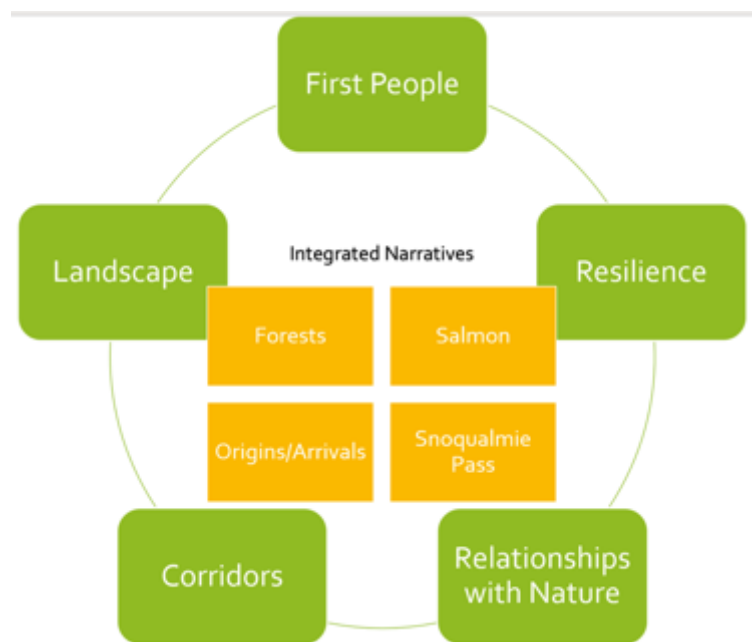 First People
Landscape
Resilience
Integrated Narratives
Forests
Salmon
Origins/Arrivals
Snoqualmie
Pass
Corridors
Relationships
with Nature